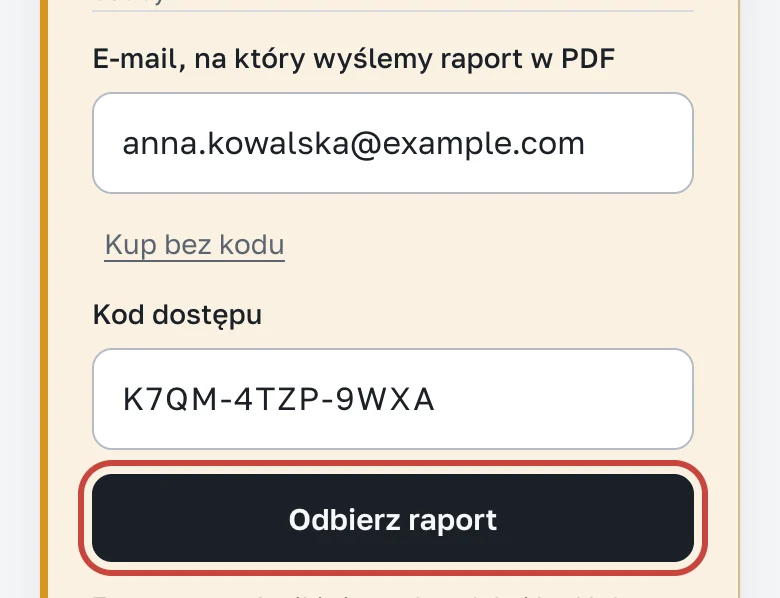 E-mail, na który wyślemy raport w PDF
anna.kowalska@example.com
Kup bez kodu
Kod dostępu
K7QM-4TZP-9WXA
Odbierz raport